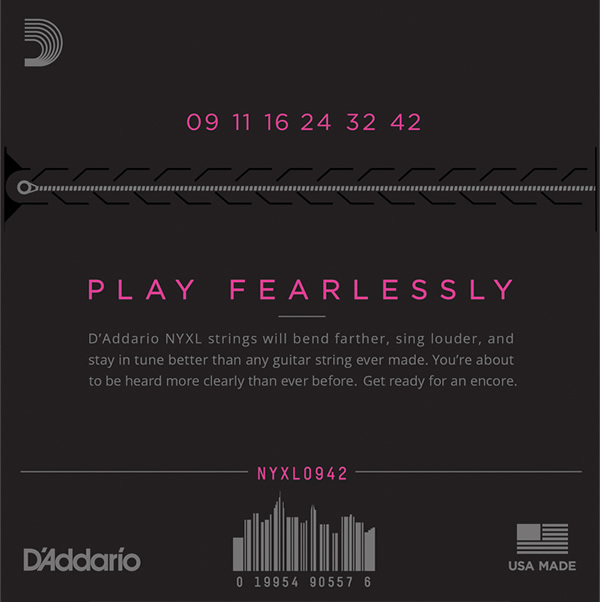 09 11 16 24 32 42
PLAY FEARLESSLY
D'Addario NYXL strings will bend farther, sing louder, and
stay in tune better than any guitar string ever made. You're about
to be heard more clearly than ever before. Get ready for an encore.
NYXL0942
D'Addario
0 19954 90557 6
USA MADE